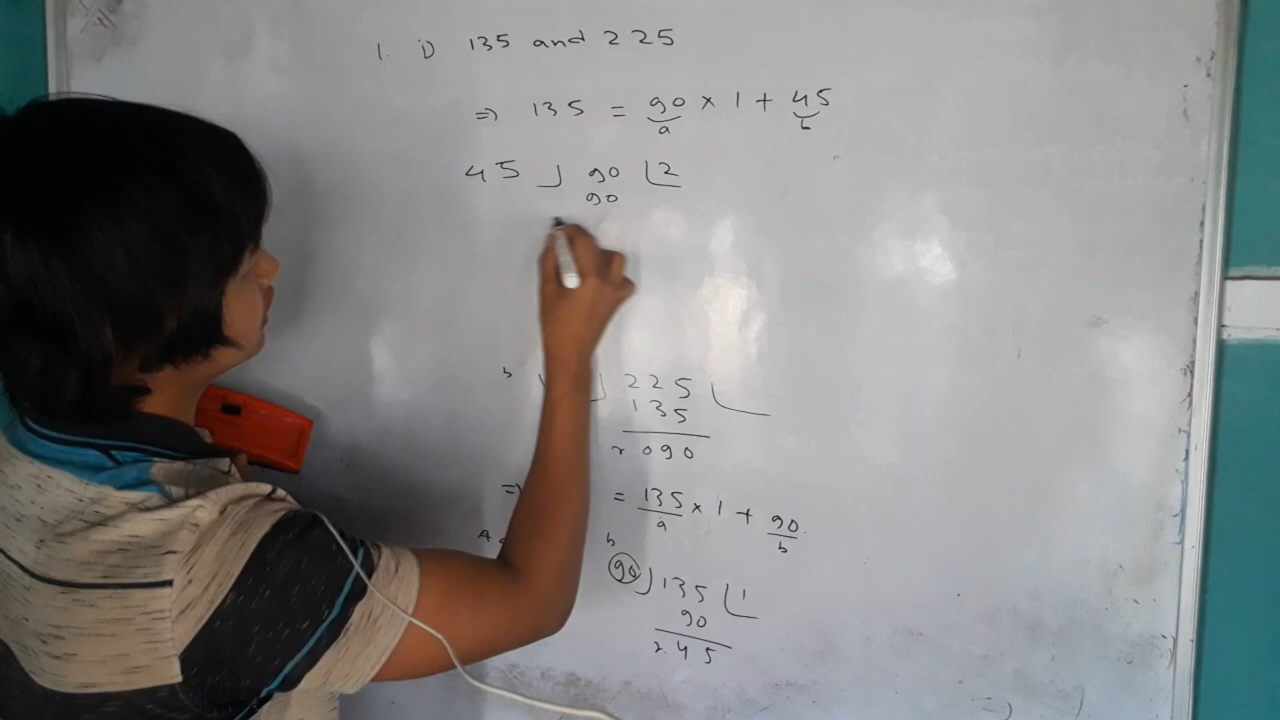 1. i) 135 and 225
⇒ 135 = 90 × 1 + 45
a b
45 90 2
90
b 225
135
r 090
⇒ = 135 × 1 + 90
a b
b
90 135 1
90
r 45